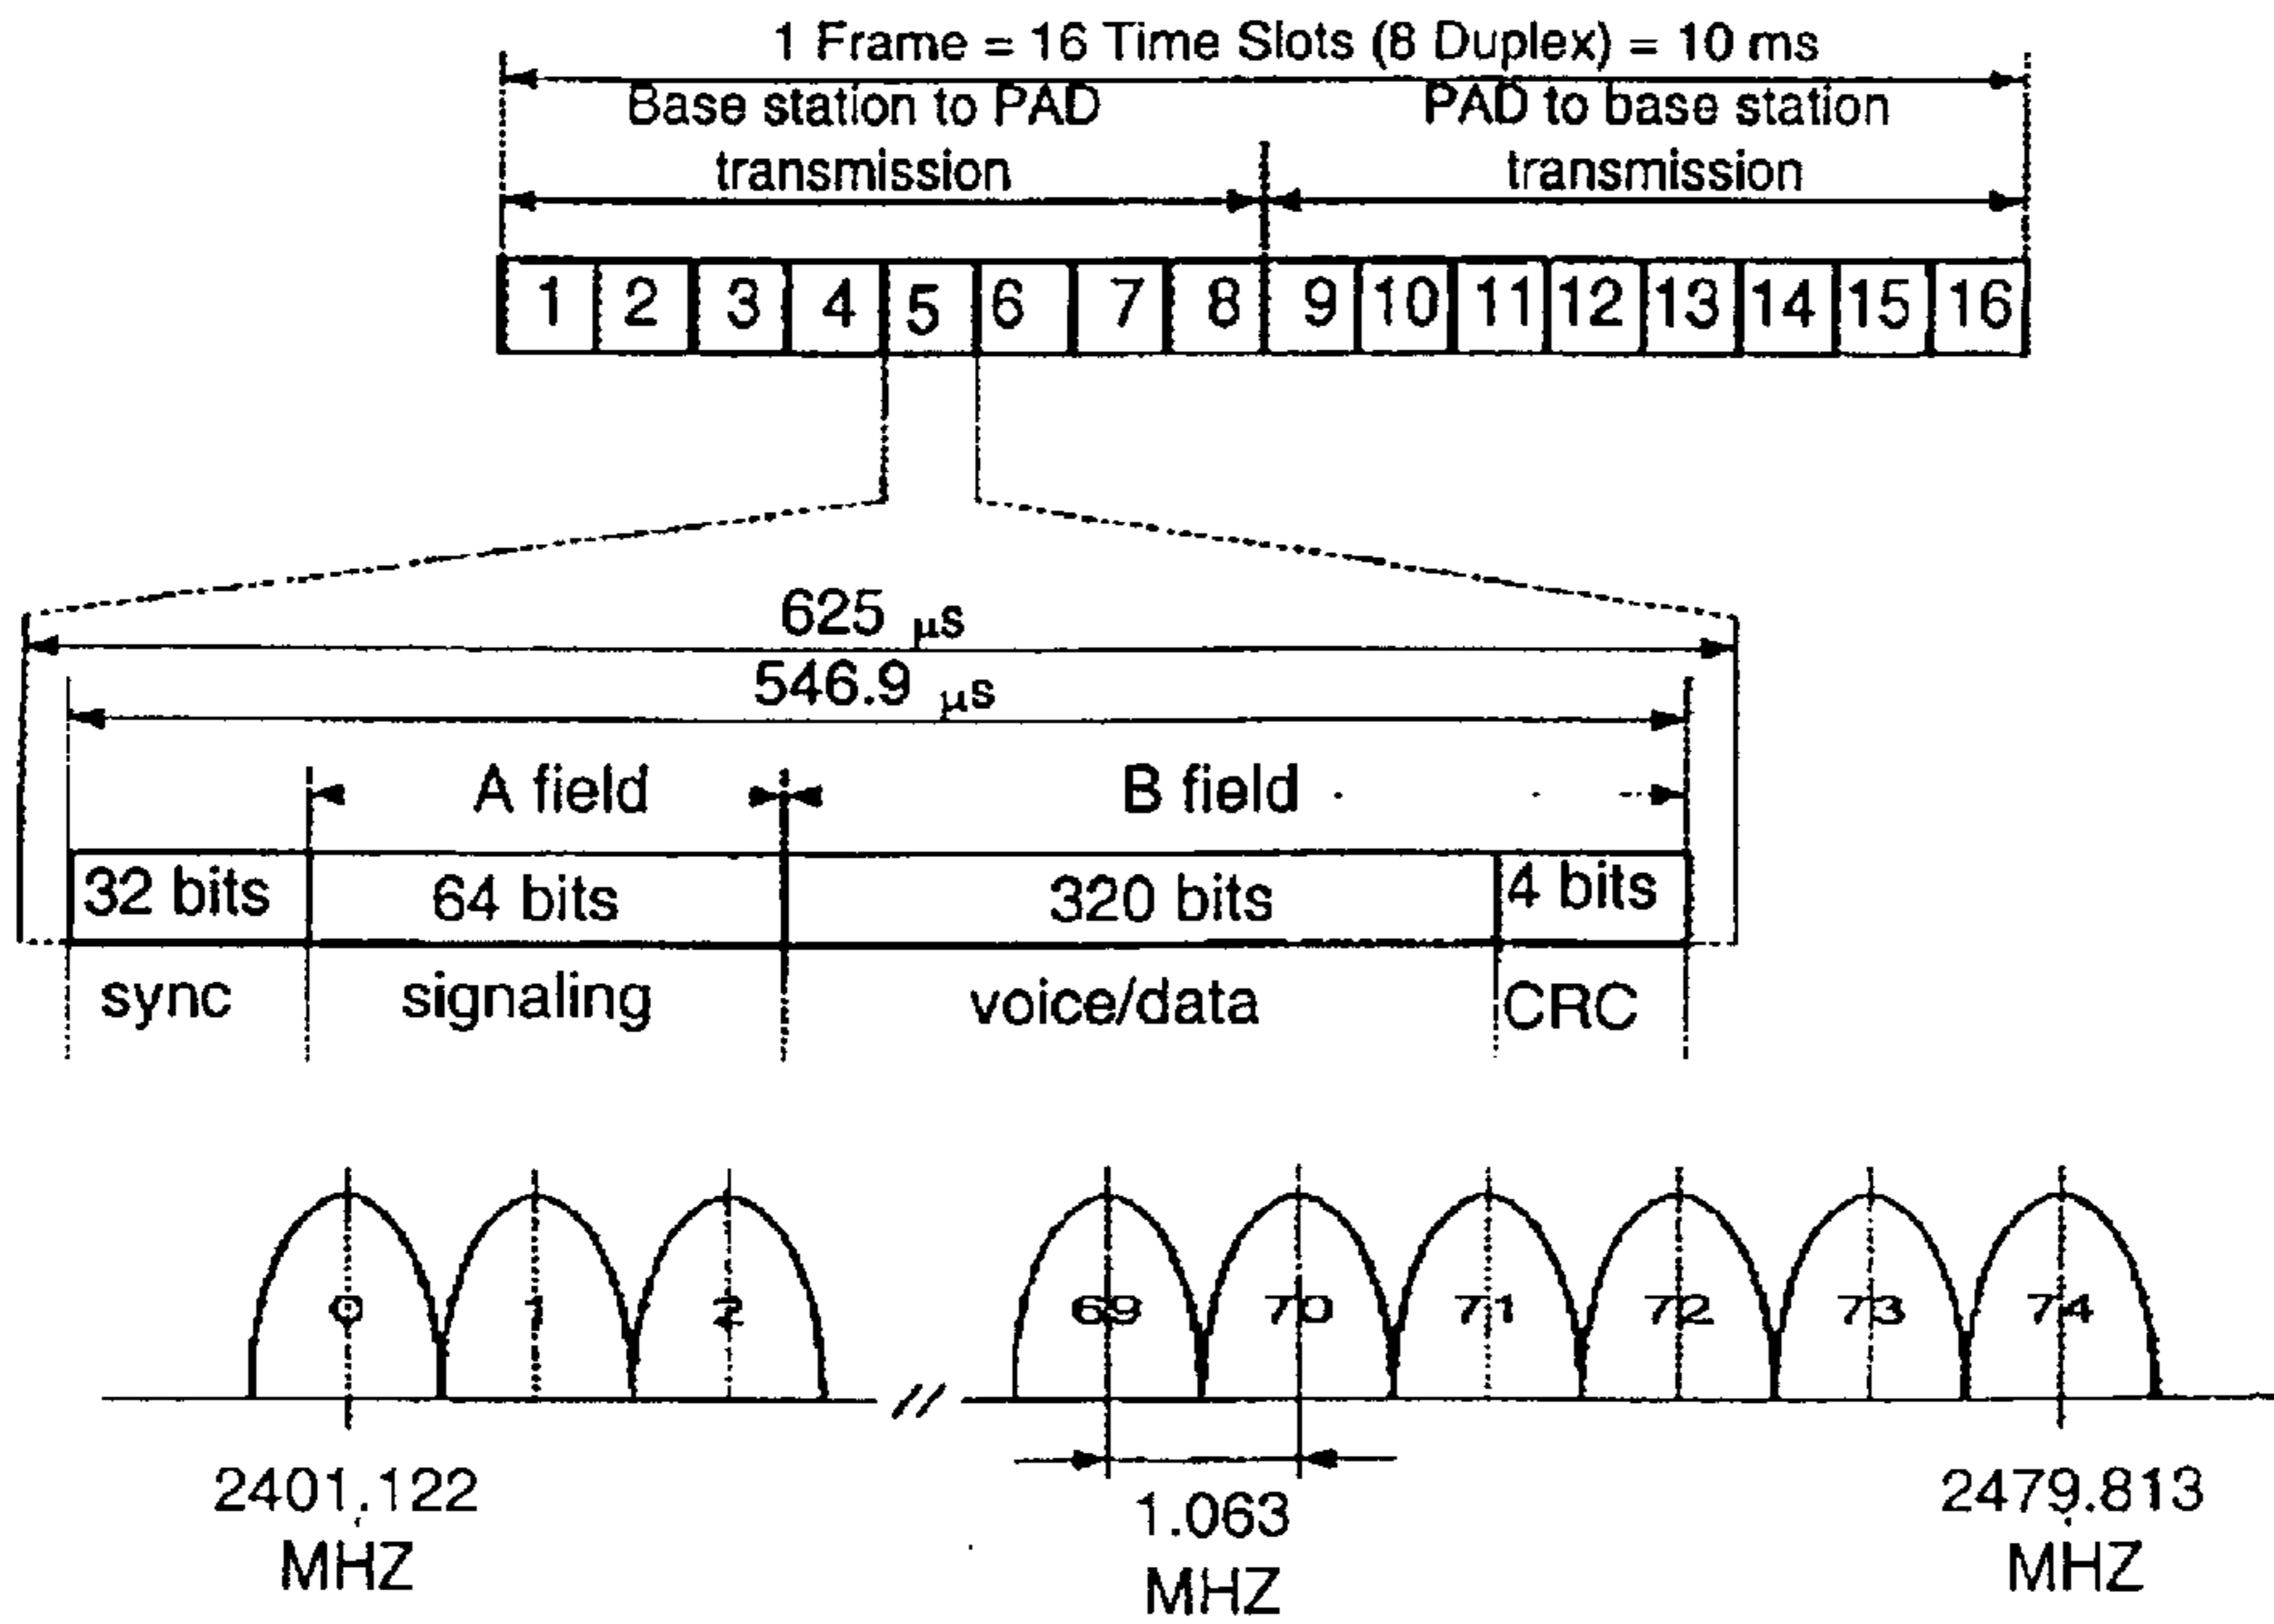 1 Frame = 16 Time Slots (8 Duplex) = 10 ms
Base station to PAD transmission
PAD to base station transmission
1 2 3 4 5 6 7 8 9 10 11 12 13 14 15 16
625 µs
546.9 µs
A field B field
32 bits 64 bits 320 bits 4 bits
sync signaling voice/data CRC
0 1 2 // 69 70 71 72 73 74
2401.122 MHZ
1.063 MHZ
2479.813 MHZ